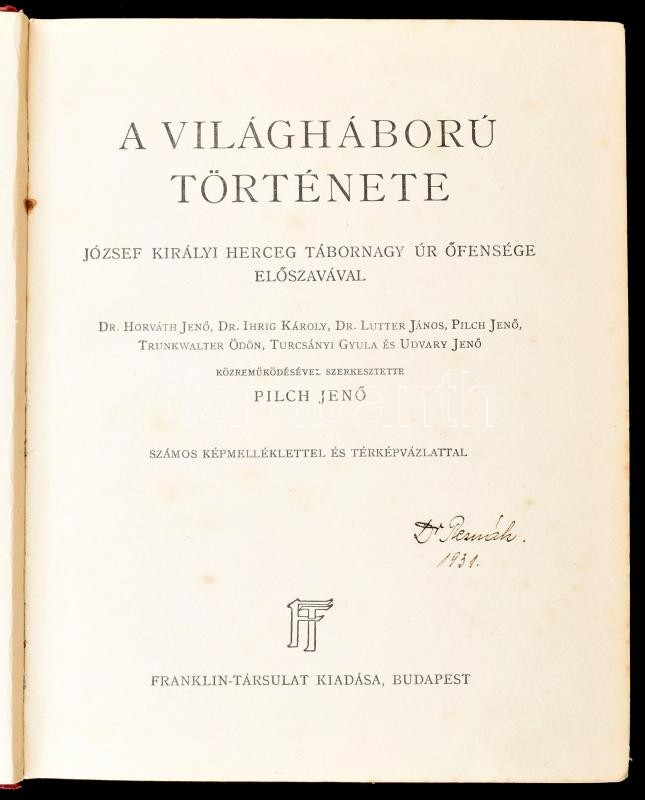 A VILÁGHÁBORÚ
TÖRTÉNETE
JÓZSEF KIRÁLYI HERCEG TÁBORNAGY ÚR ŐFENSÉGE
ELŐSZAVÁVAL
DR. HORVÁTH JENŐ, DR. IHRIG KÁROLY, DR. LUTTER JÁNOS, PILCH JENŐ,
TRUNKWALTER ÖDÖN, TURCSÁNYI GYULA ÉS UDVARY JENŐ
KÖZREMŰKÖDÉSÉVEL SZERKESZTETTE
PILCH JENŐ
darabanth
SZÁMOS KÉPMELLÉKLETTEL ÉS TÉRKÉPVÁZLATTAL
Dr
1931.
FT
FRANKLIN-TÁRSULAT KIADÁSA, BUDAPEST